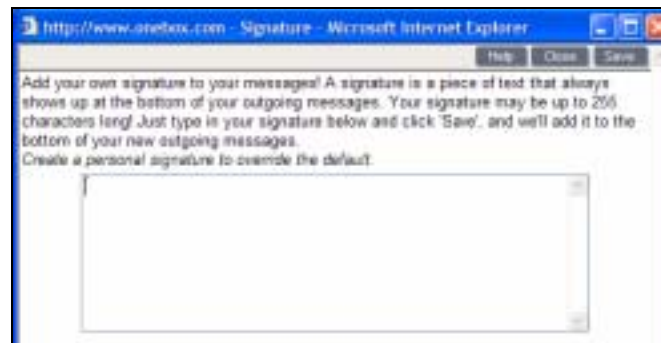 http://www.onebox.com - Signature - Microsoft Internet Explorer
Help Close Save
Add your own signature to your messages! A signature is a piece of text that always
shows up at the bottom of your outgoing messages. Your signature may be up to 255
characters long! Just type in your signature below and click 'Save', and we'll add it to the
bottom of your new outgoing messages.
Create a personal signature to override the default.